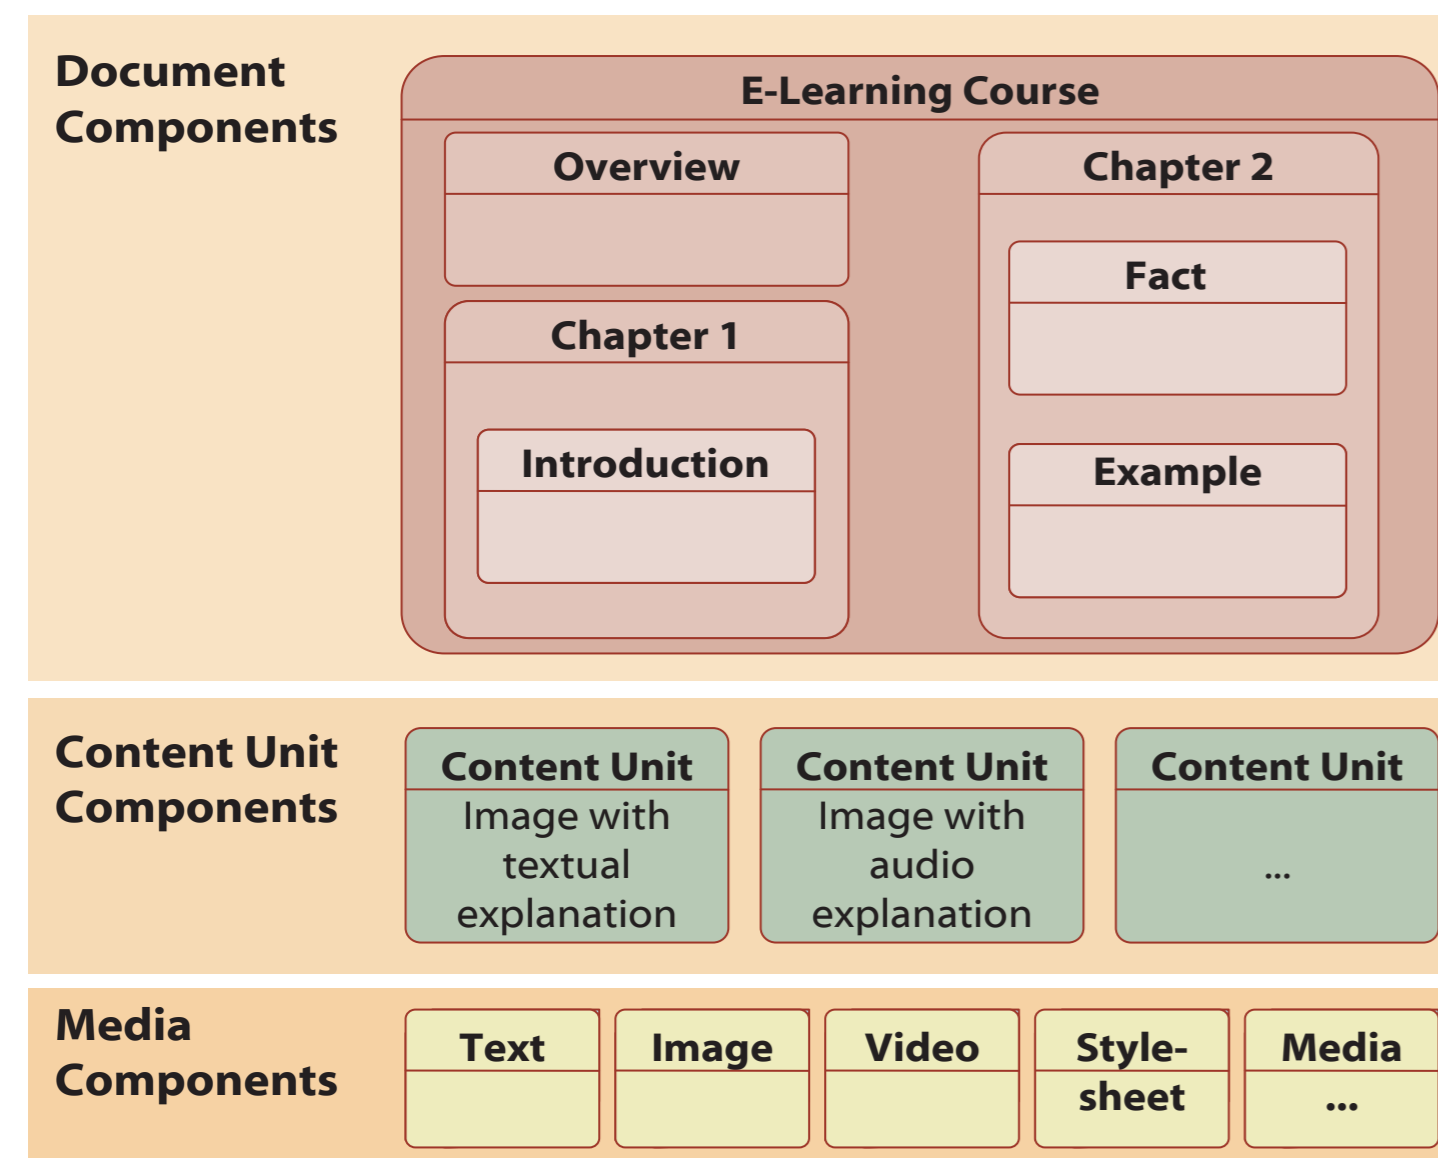 Document
Components
E-Learning Course
Overview
Chapter 1
Introduction
Chapter 2
Fact
Example
Content Unit
Components
Content Unit
Image with
textual
explanation
Content Unit
Image with
audio
explanation
Content Unit
...
Media
Components
Text
Image
Video
Style-
sheet
Media
...